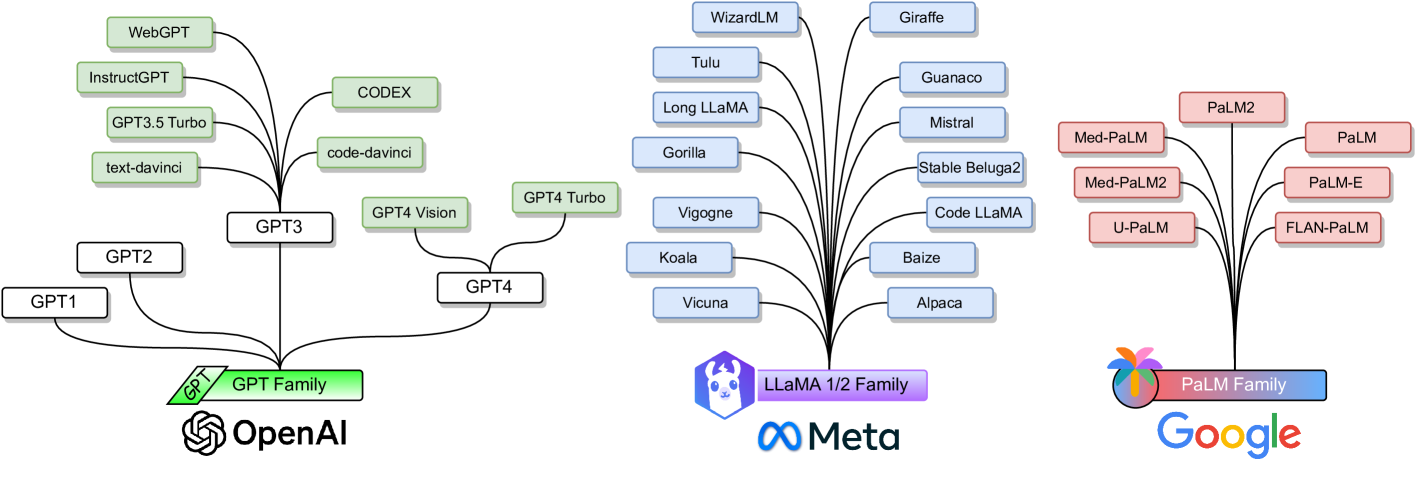 WebGPT
InstructGPT
CODEX
GPT3.5 Turbo
code-davinci
text-davinci
GPT4 Vision
GPT4 Turbo
GPT3
GPT2
GPT4
GPT1
GPT
GPT Family
OpenAI
WizardLM
Giraffe
Tulu
Guanaco
Long LLaMA
Mistral
Gorilla
Stable Beluga2
Vigogne
Code LLaMA
Koala
Baize
Vicuna
Alpaca
LLaMA 1/2 Family
Meta
PaLM2
Med-PaLM
PaLM
Med-PaLM2
PaLM-E
U-PaLM
FLAN-PaLM
PaLM Family
Google